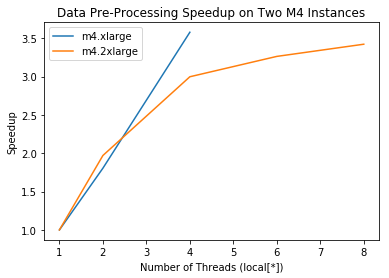 Data Pre-Processing Speedup on Two M4 Instances
m4.xlarge
m4.2xlarge
3.5
3.0
2.5
2.0
1.5
1.0
Speedup
1 2 3 4 5 6 7 8
Number of Threads (local[*])